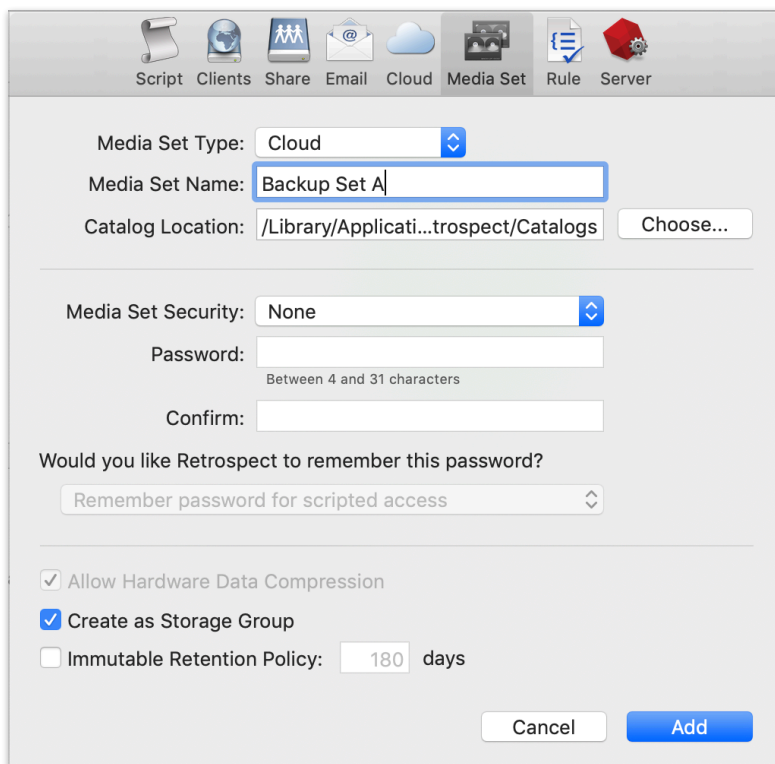 Script Clients Share Email Cloud Media Set Rule Server
Media Set Type: Cloud
Media Set Name: Backup Set A
Catalog Location: /Library/Applicati...trospect/Catalogs Choose...
Media Set Security: None
Password:
Between 4 and 31 characters
Confirm:
Would you like Retrospect to remember this password?
Remember password for scripted access
Allow Hardware Data Compression
Create as Storage Group
Immutable Retention Policy: 180 days
Cancel Add